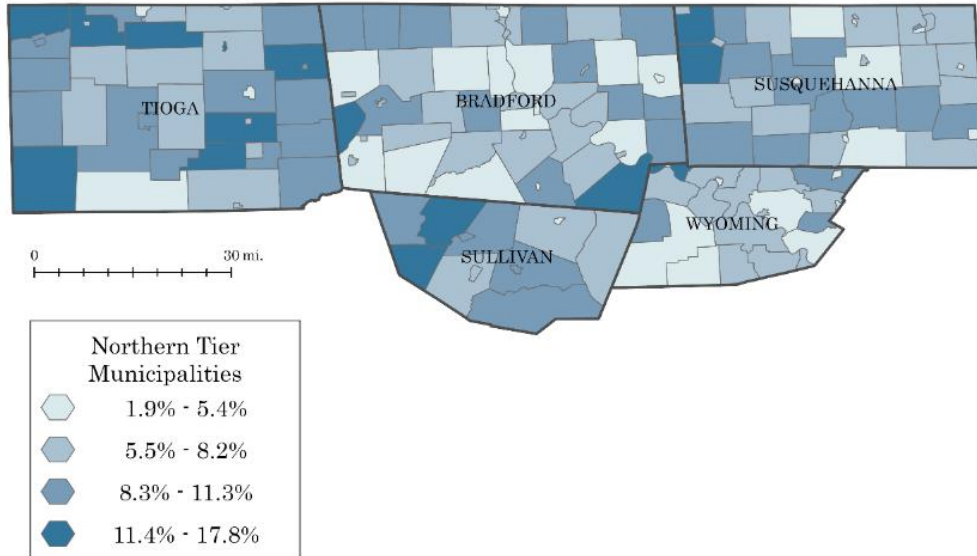 TIOGA
BRADFORD
SUSQUEHANNA
WYOMING
SULLIVAN
0 30 mi.
Northern Tier
Municipalities
1.9% - 5.4%
5.5% - 8.2%
8.3% - 11.3%
11.4% - 17.8%